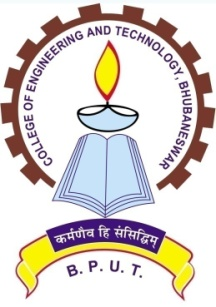 COLLEGE OF ENGINEERING AND TECHNOLOGY, BHUBANESWAR
कर्मणैव हि संसिद्धिम्
B. P. U. T.